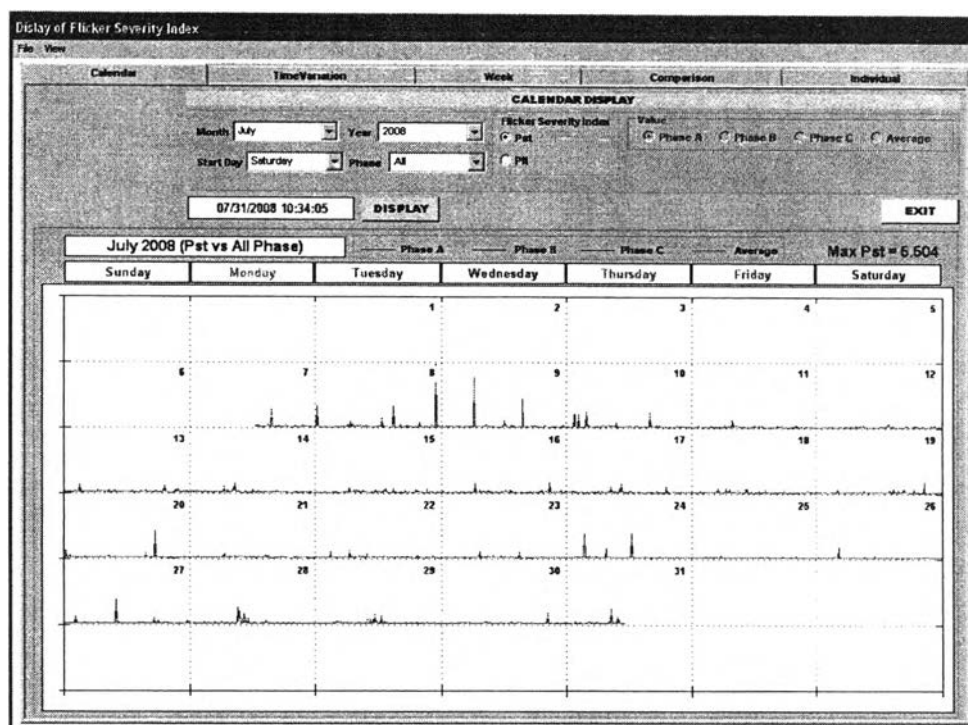 Dislay of Flicker Severity Index
File View
Calendar TimeVariation Week Comparison Individual
CALENDAR DISPLAY
Month July Year 2008 Flicker Severity Index Value
Pst Phase A Phase B Phase C Average
Start Day Saturday Phase All Plt
07/31/2008 10:34:05 DISPLAY EXIT
July 2008 (Pst vs All Phase) Phase A Phase B Phase C Average Max Pst = 5.504
Sunday Monday Tuesday Wednesday Thursday Friday Saturday
1 2 3 4 5
6 7 8 9 10 11 12
13 14 15 16 17 18 19
20 21 22 23 24 25 26
27 28 29 30 31